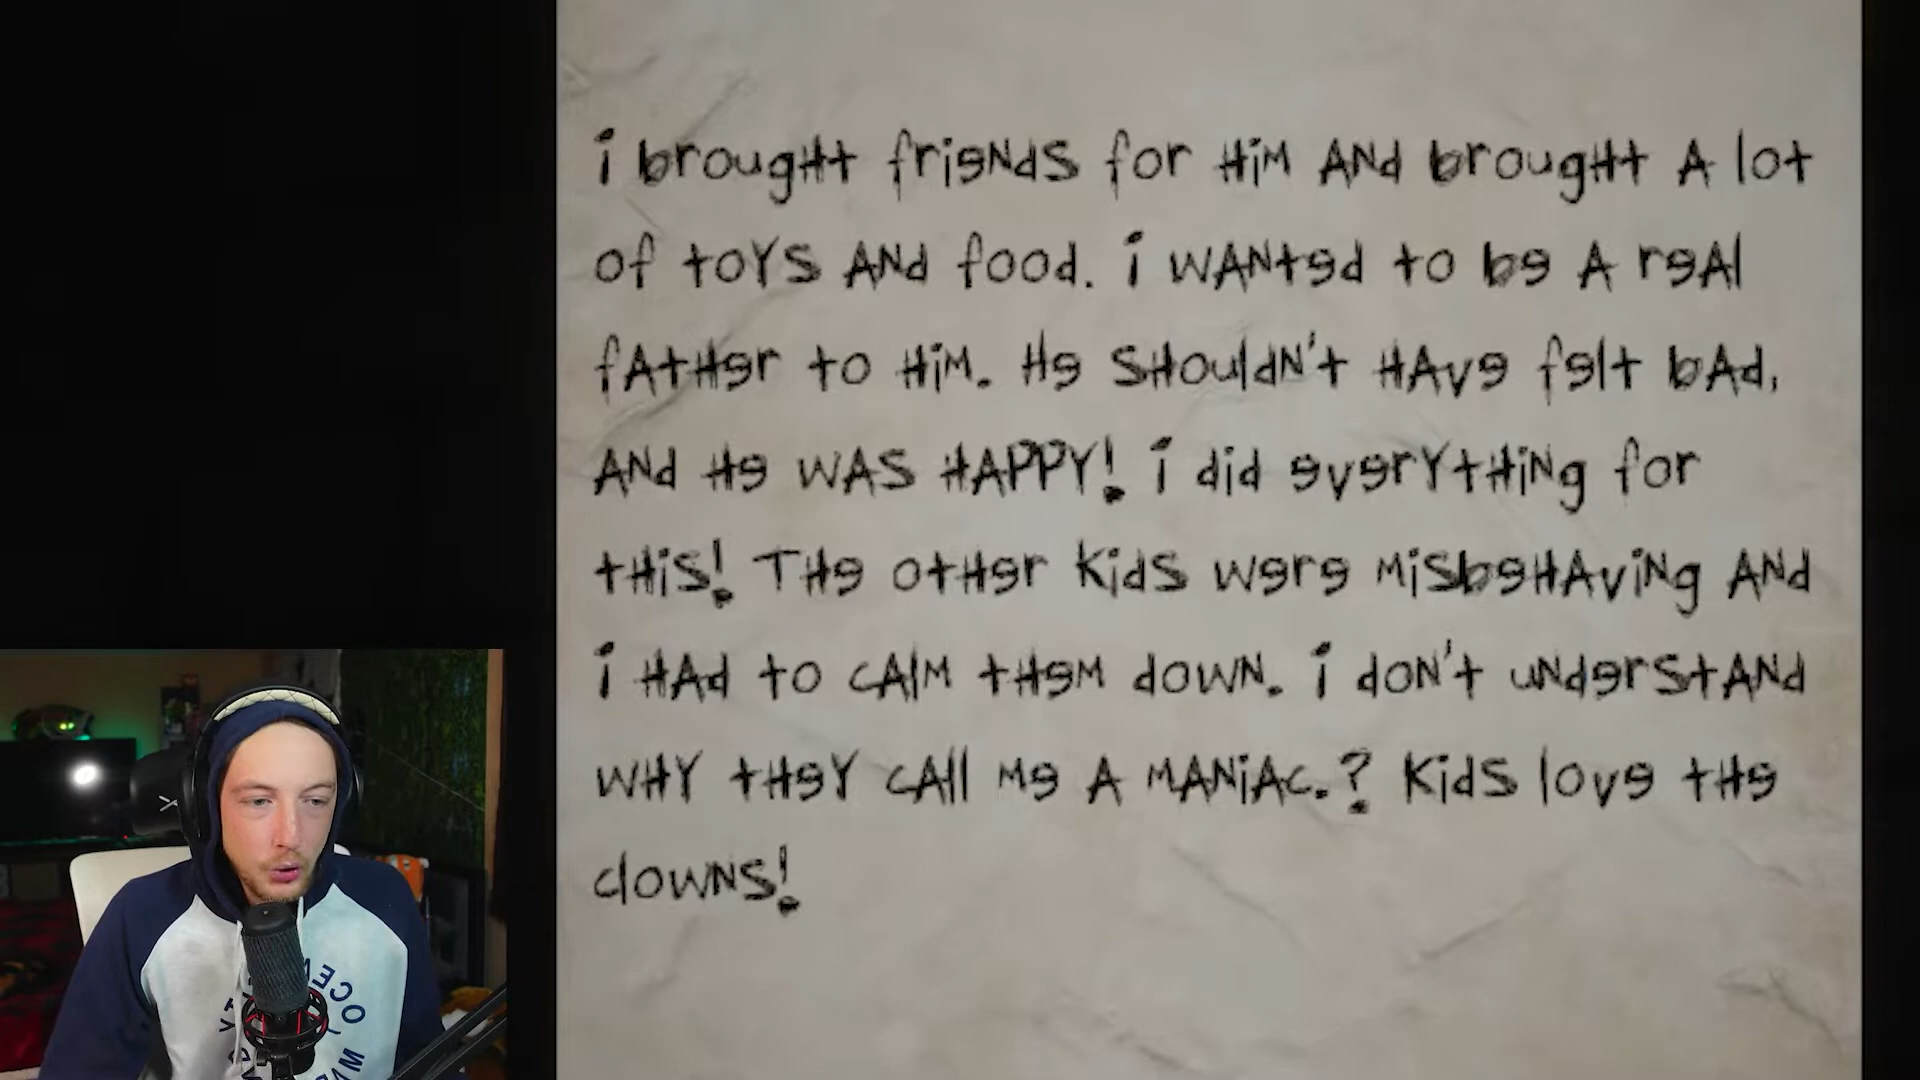 i brougHt frieNds for HiM ANd brougHt A lot
of toYs ANd food. i wANted to be A reAl
fAtHer to HiM. He sHouldN't HAve felt bAd,
ANd He wAs HAPPY! i did everYtHiNg for
tHis! THe otHer Kids were MisbeHAviNg ANd
i HAd to cAlM tHeM dowN. i doN't uNderstANd
wHY tHeY cAll Me A MANiAc.? Kids love tHe
clowNs!